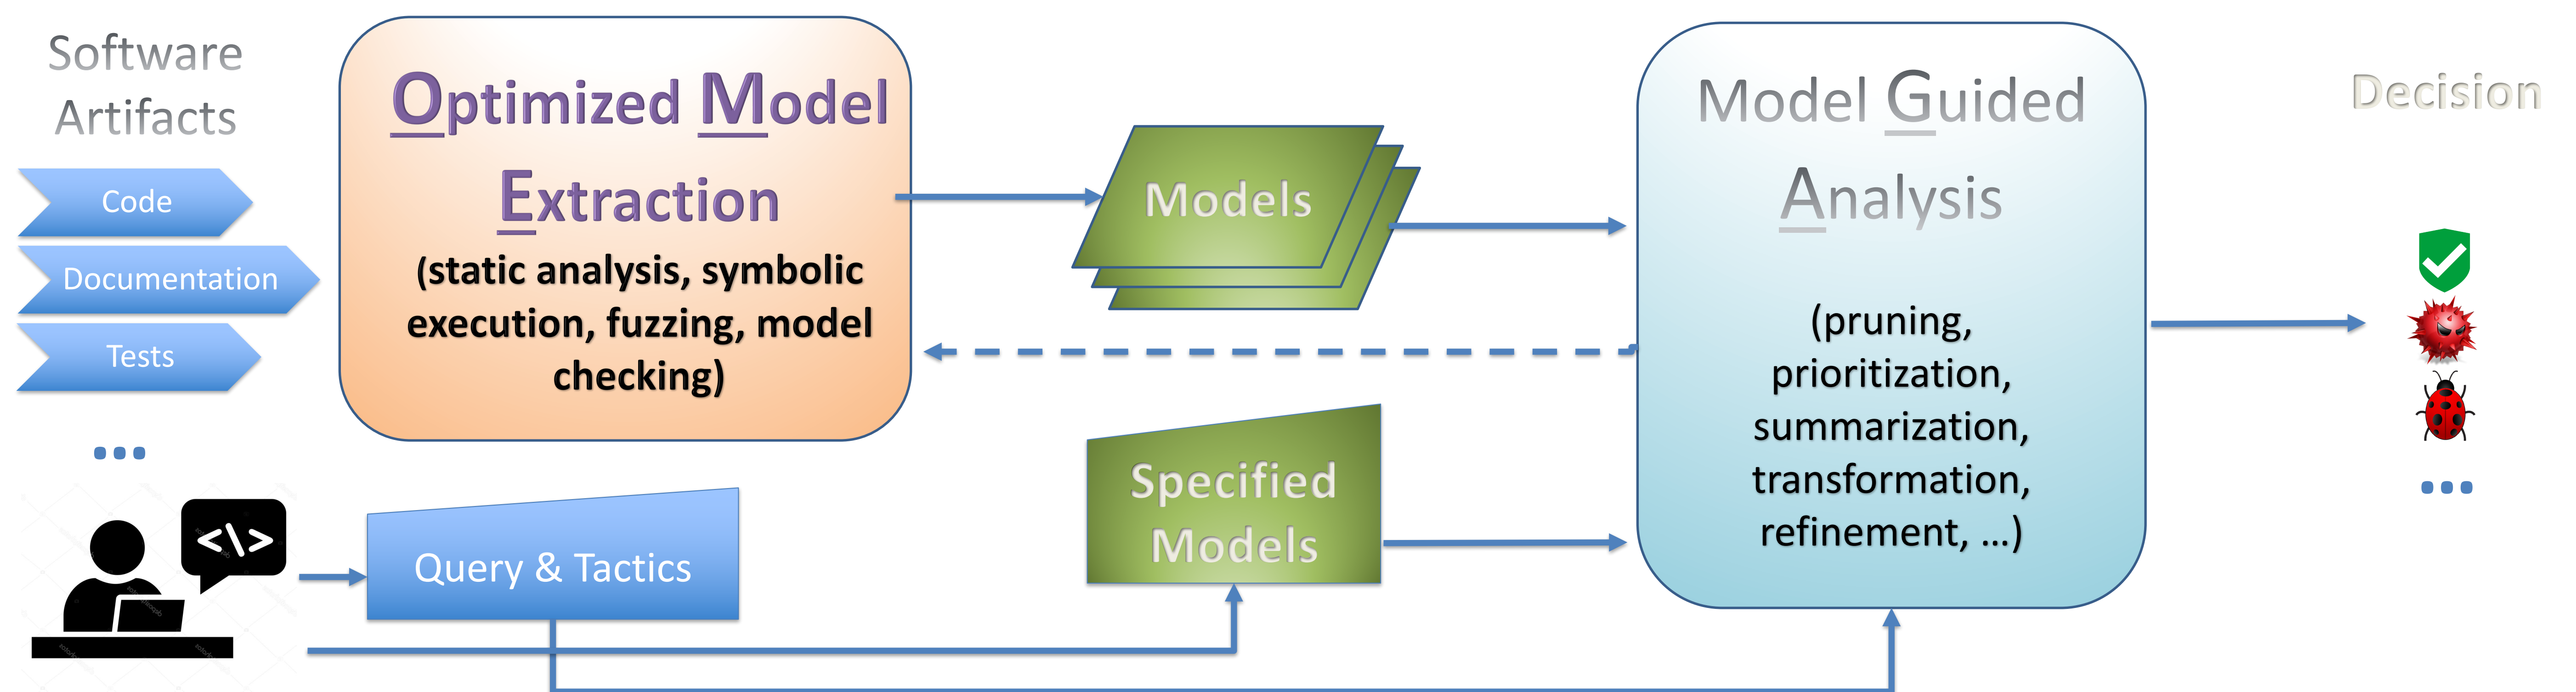 Software
Artifacts
Code
Documentation
Tests
...
Optimized Model
Extraction
(static analysis, symbolic
execution, fuzzing, model
checking)
Models
Model Guided
Analysis
(pruning,
prioritization,
summarization,
transformation,
refinement, ...)
Decision
...
<\>
Query & Tactics
Specified
Models